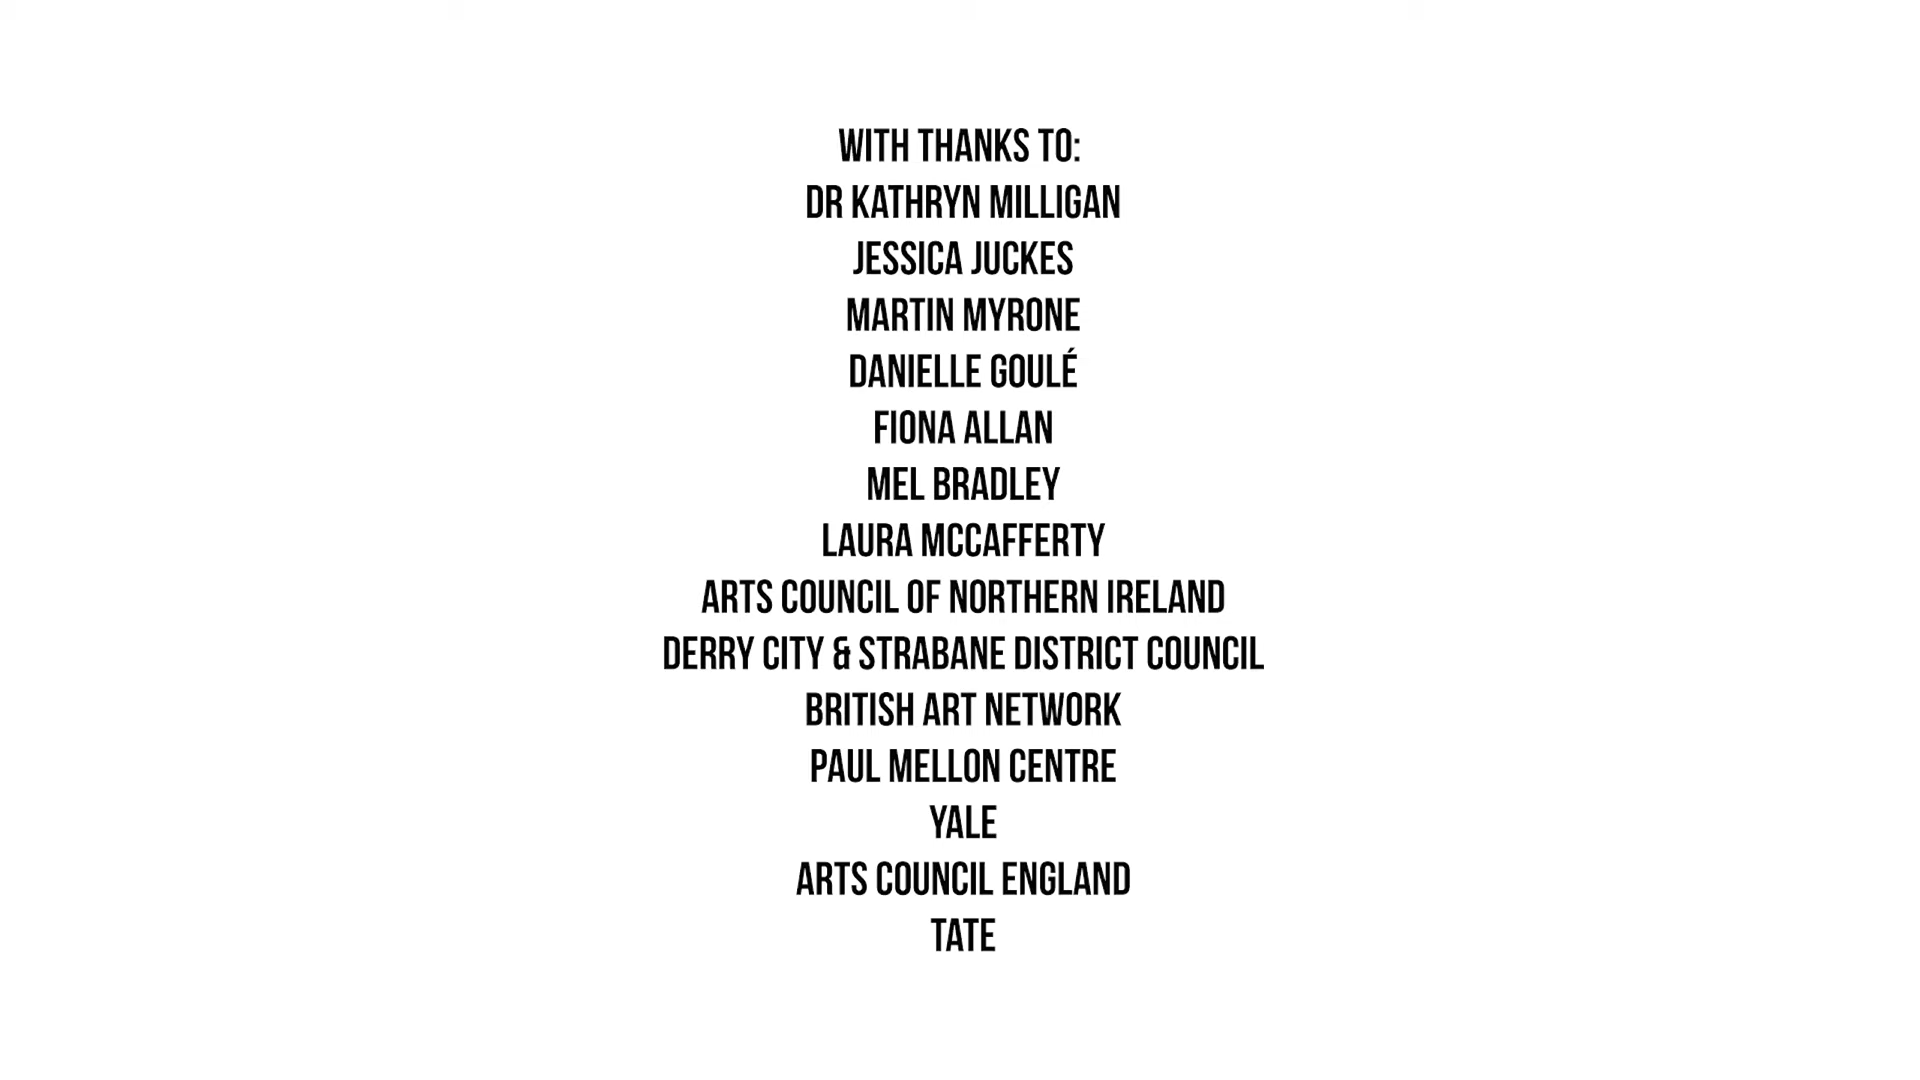 WITH THANKS TO:
DR KATHRYN MILLIGAN
JESSICA JUCKES
MARTIN MYRONE
DANIELLE GOULÉ
FIONA ALLAN
MEL BRADLEY
LAURA MCCAFFERTY
ARTS COUNCIL OF NORTHERN IRELAND
DERRY CITY & STRABANE DISTRICT COUNCIL
BRITISH ART NETWORK
PAUL MELLON CENTRE
YALE
ARTS COUNCIL ENGLAND
TATE